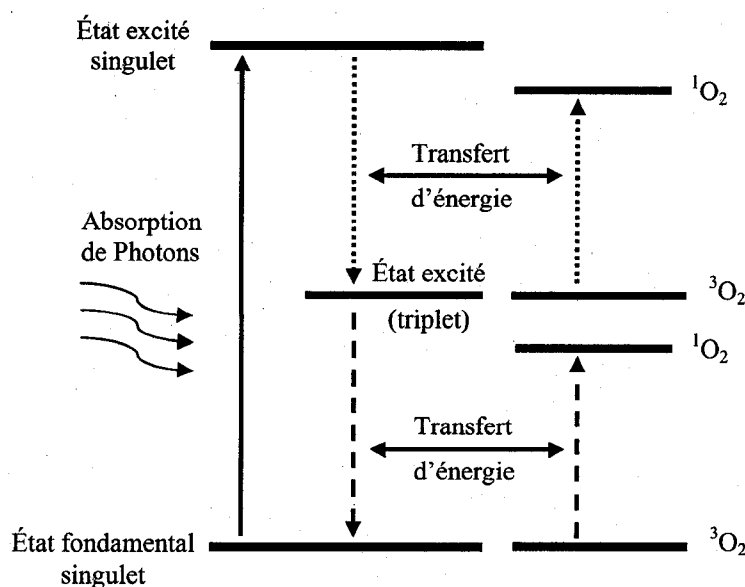 État excité
singulet
¹O₂
Transfert
d'énergie
Absorption
de Photons
État excité
(triplet)
³O₂
¹O₂
Transfert
d'énergie
État fondamental
singulet
³O₂